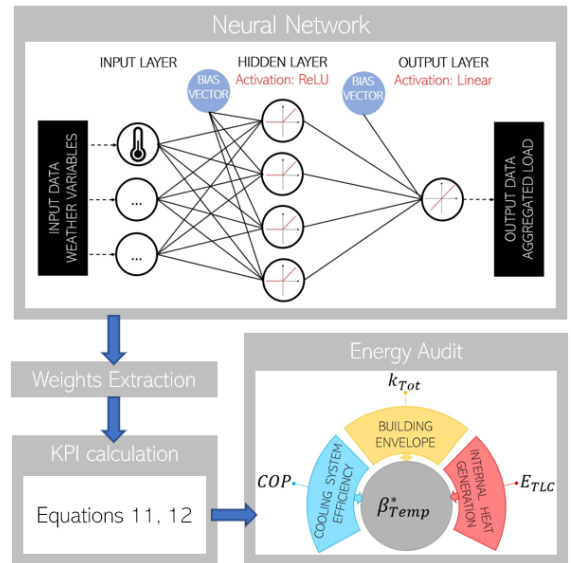 Neural Network
INPUT LAYER
HIDDEN LAYER
Activation: ReLU
OUTPUT LAYER
Activation: Linear
BIAS
VECTOR
BIAS
VECTOR
INPUT DATA
WEATHER VARIABLES
...
...
OUTPUT DATA
AGGREGATED LOAD
Weights Extraction
KPI calculation
Equations 11, 12
Energy Audit
k_Tot
BUILDING
ENVELOPE
COP
COOLING SYSTEM
EFFICIENCY
β*_Temp
INTERNAL HEAT
GENERATION
E_TLC